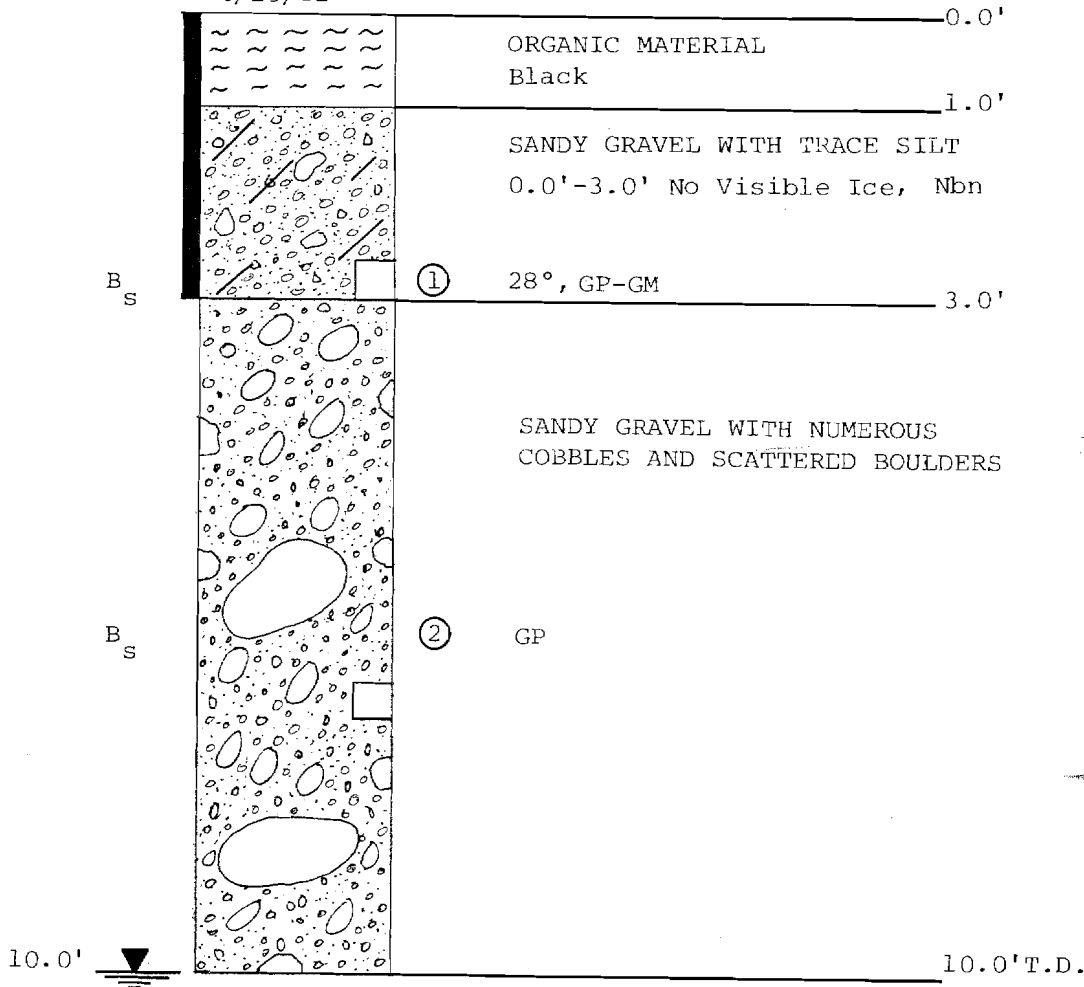 0.0'
ORGANIC MATERIAL
Black
1.0'
SANDY GRAVEL WITH TRACE SILT
0.0'-3.0' No Visible Ice, Nbn
BS ① 28°, GP-GM
3.0'
SANDY GRAVEL WITH NUMEROUS
COBBLES AND SCATTERED BOULDERS
BS ② GP
10.0' 10.0'T.D.